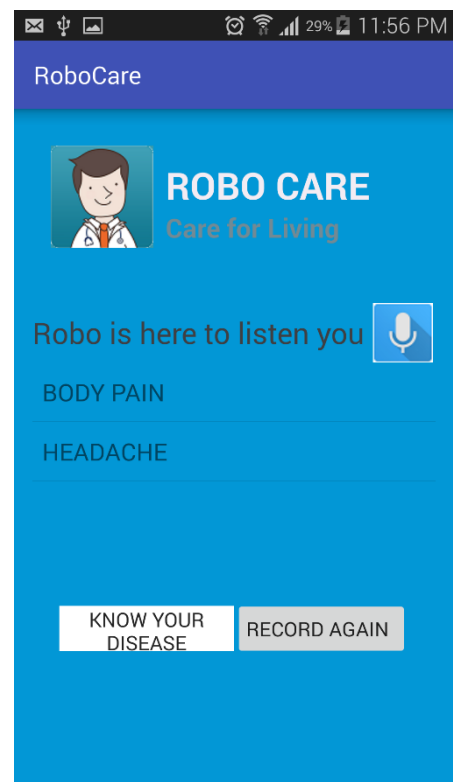 29% 11:56 PM
RoboCare
ROBO CARE
Care for Living
Robo is here to listen you
BODY PAIN
HEADACHE
KNOW YOUR
DISEASE
RECORD AGAIN